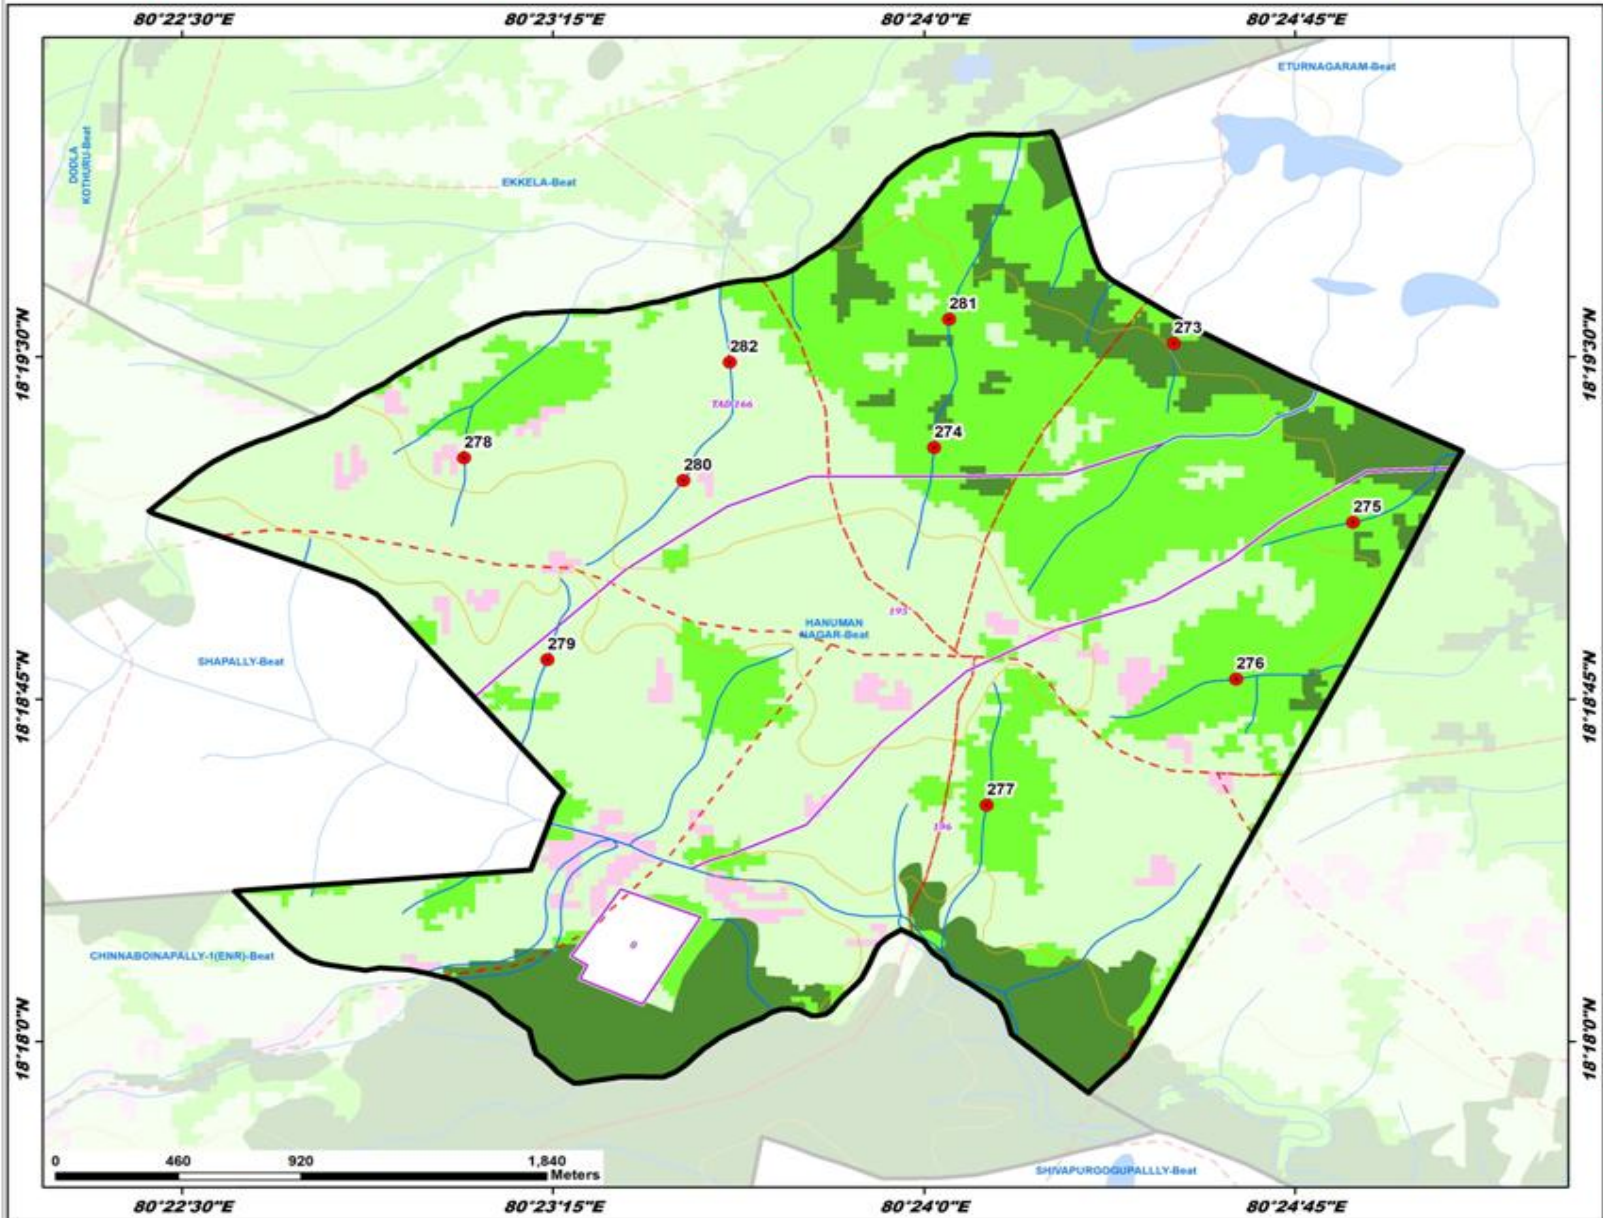 80°22'30"E
80°23'15"E
80°24'0"E
80°24'45"E
ETURNAGARAM-Beat
DODLA
KOTHURU-Beat
EKKELA-Beat
281
273
282
18°19'30"N
18°19'30"N
TAD 266
274
278
280
275
195
HANUMAN
NAGAR-Beat
279
SHAPALLY-Beat
276
18°18'45"N
18°18'45"N
277
196
0
CHINNABOINAPALLY-1(ENR)-Beat
18°18'0"N
18°18'0"N
0
460
920
1,840
Meters
SHIVAPURGOGUPALLLY-Beat
80°22'30"E
80°23'15"E
80°24'0"E
80°24'45"E